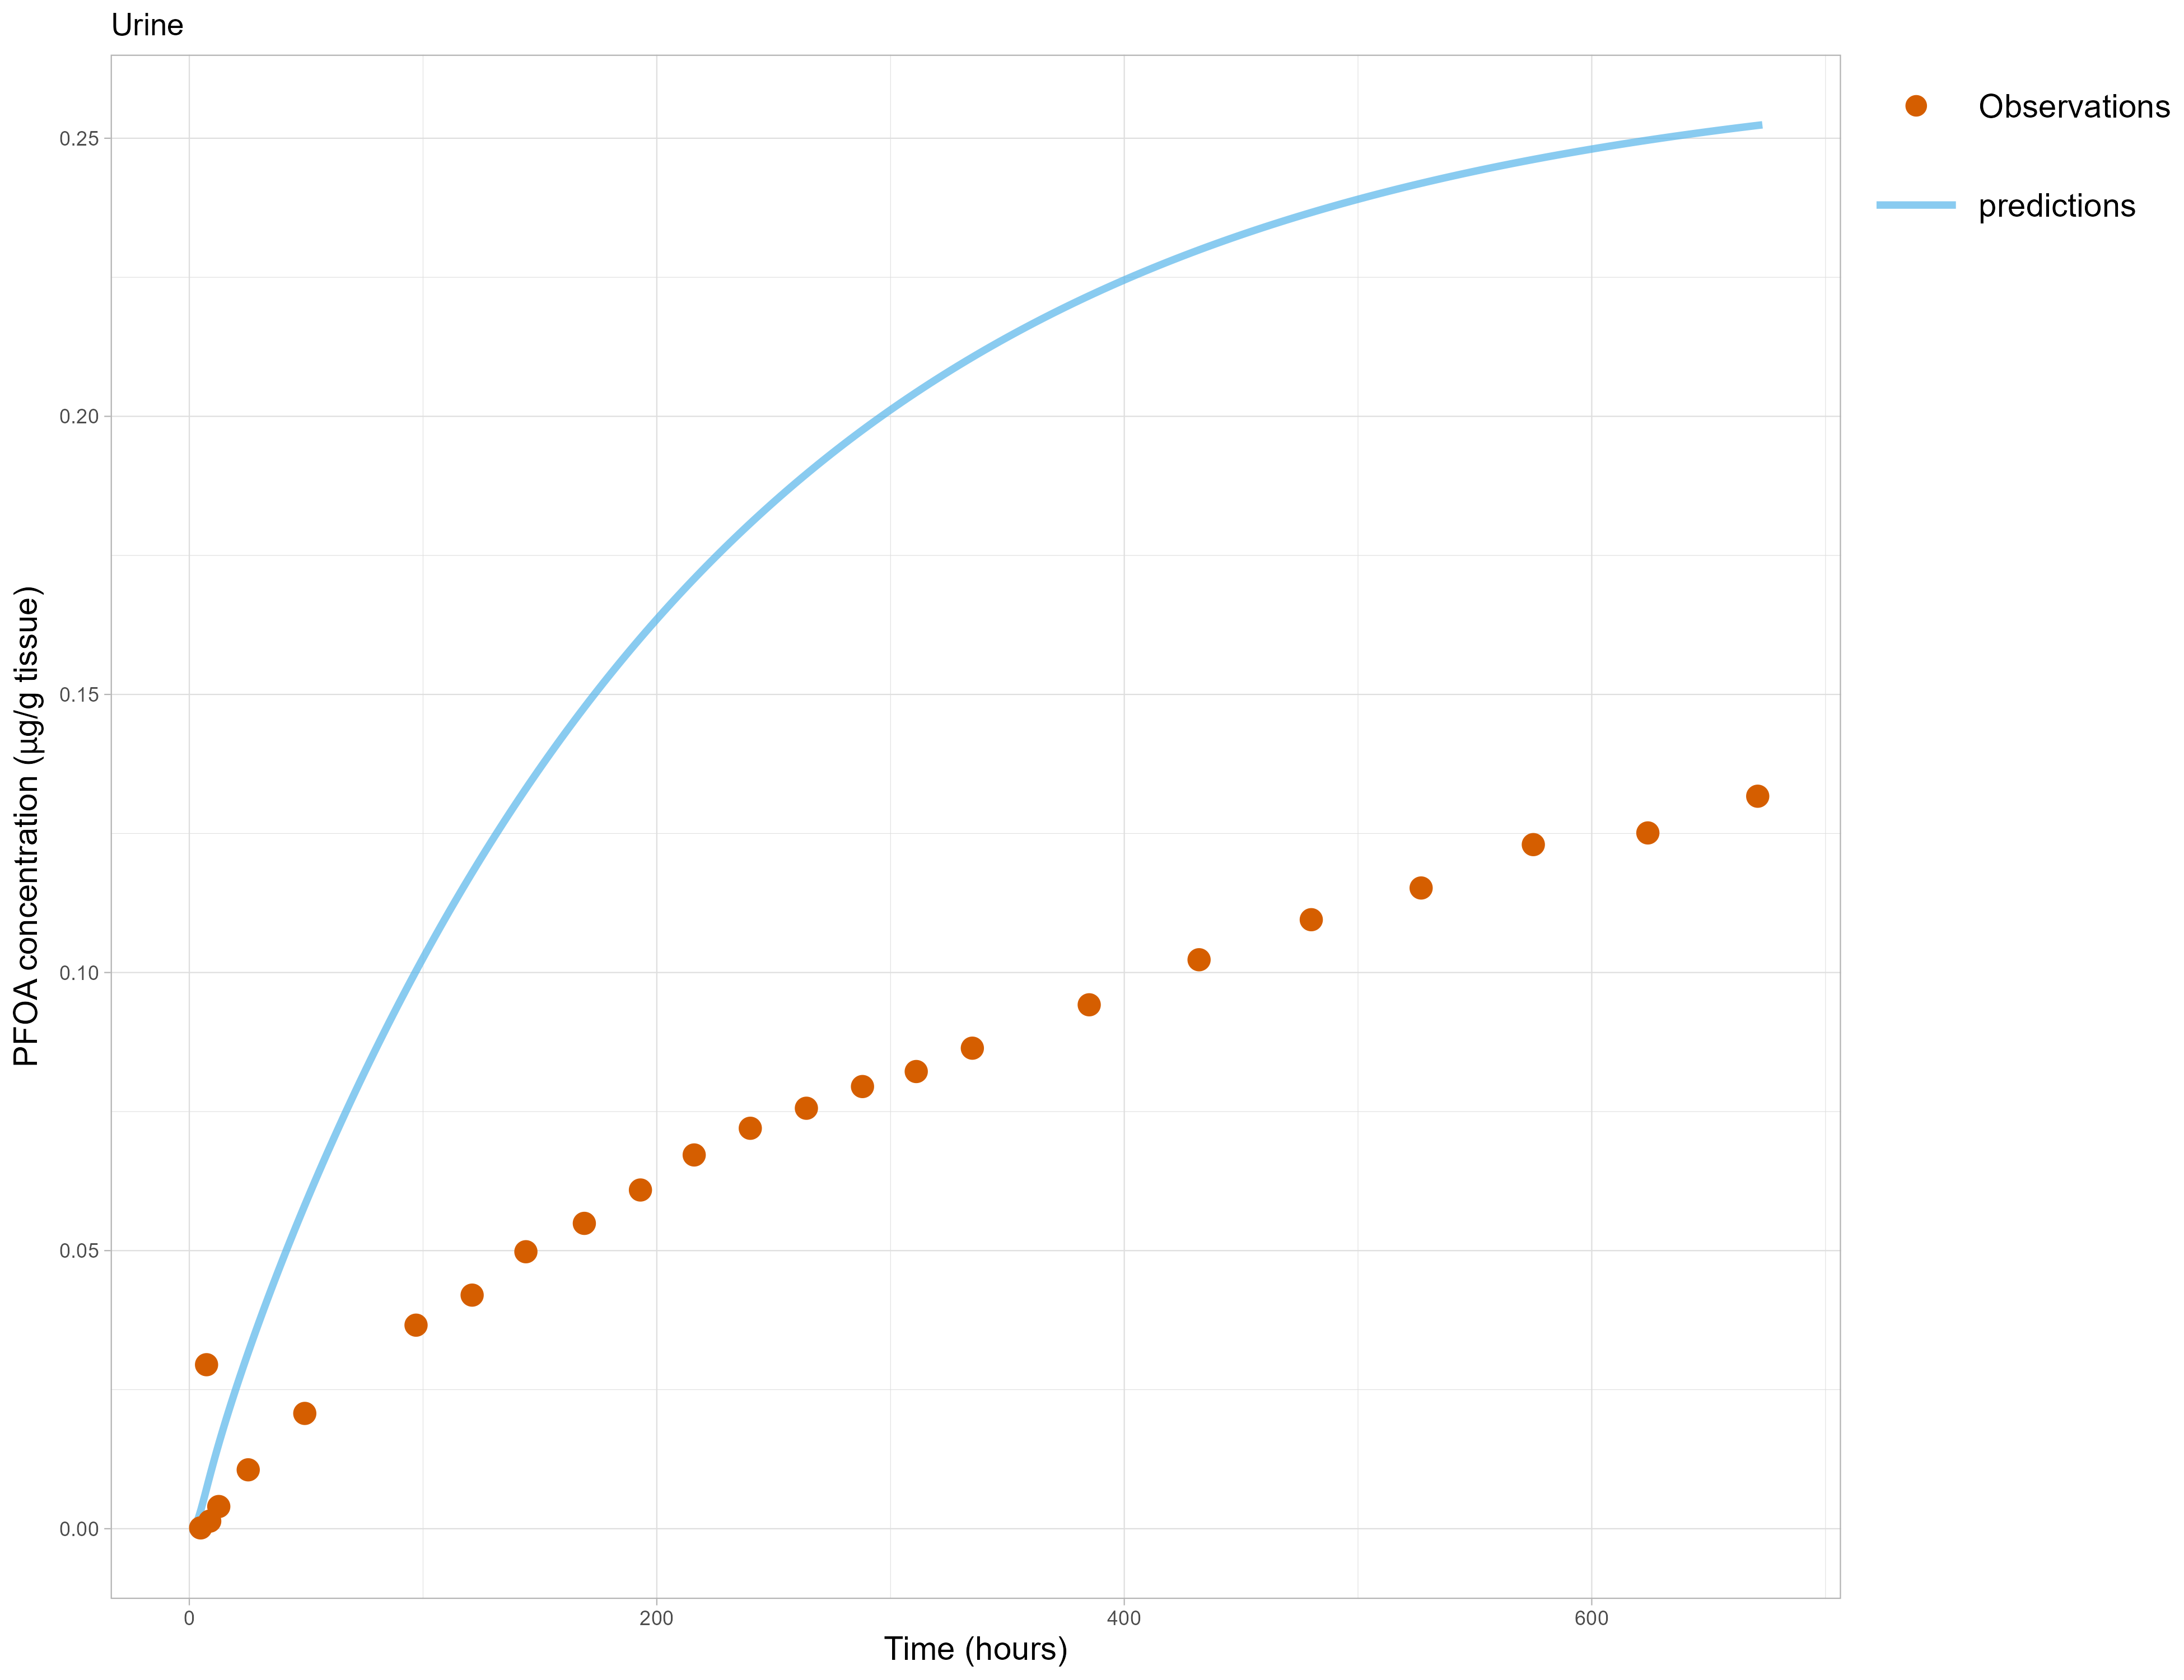 Urine
Observations
predictions
PFOA concentration (µg/g tissue)
0.25
0.20
0.15
0.10
0.05
0.00
0 200 400 600
Time (hours)